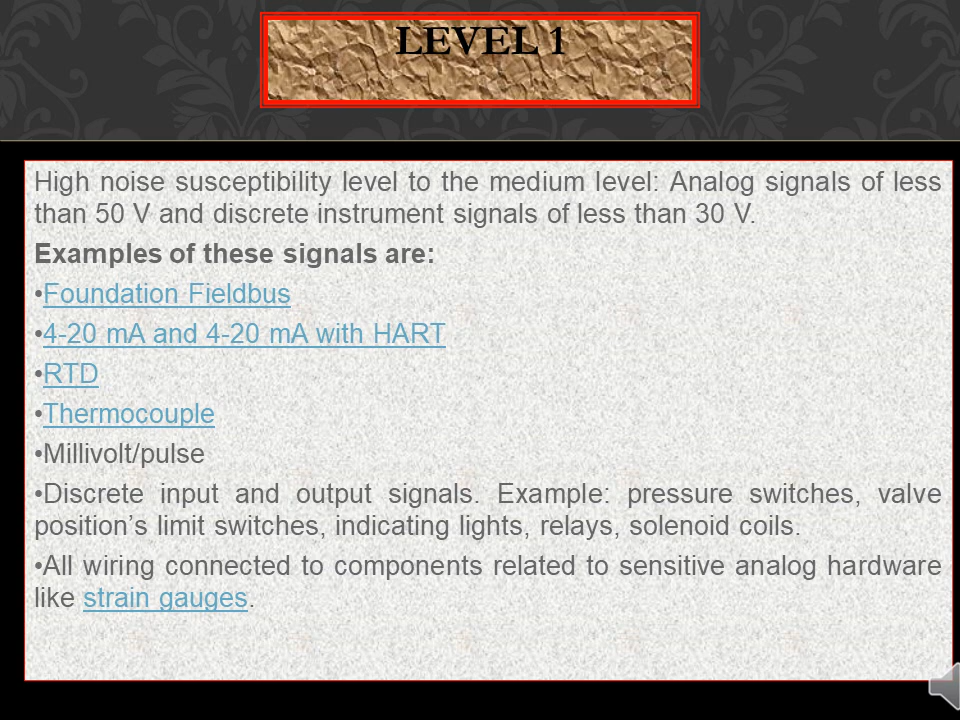 LEVEL 1
High noise susceptibility level to the medium level: Analog signals of less
than 50 V and discrete instrument signals of less than 30 V.
Examples of these signals are:
•Foundation Fieldbus
•4-20 mA and 4-20 mA with HART
•RTD
•Thermocouple
•Millivolt/pulse
•Discrete input and output signals. Example: pressure switches, valve
position’s limit switches, indicating lights, relays, solenoid coils.
•All wiring connected to components related to sensitive analog hardware
like strain gauges.